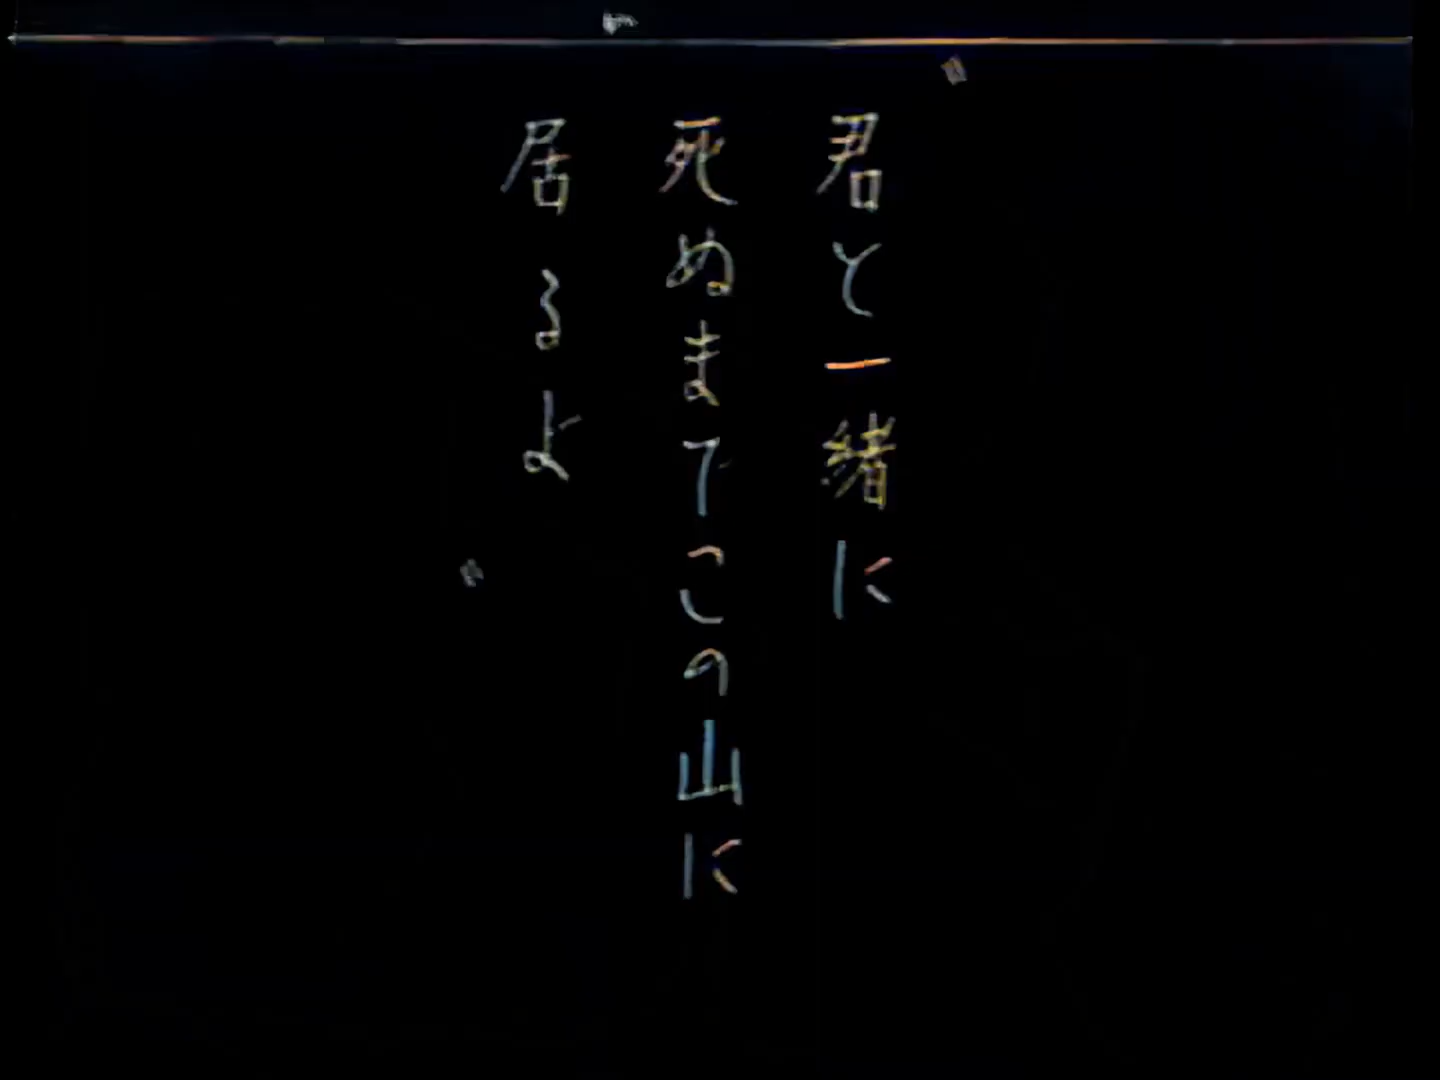 君と一緒に
死ぬまでこの山に
居るよ